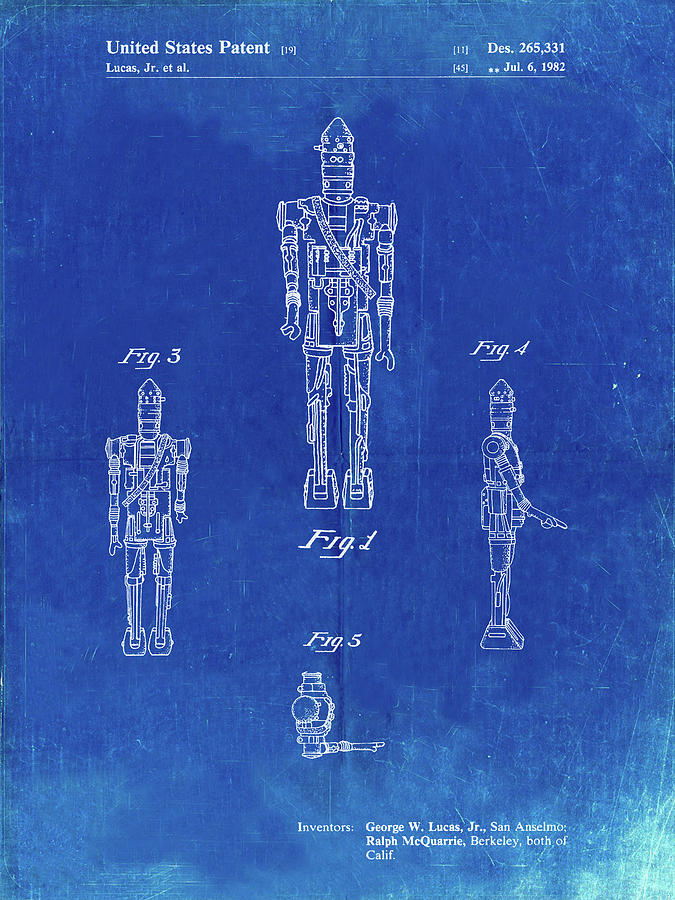 United States Patent [19] [11] Des. 265,331
Lucas, Jr. et al. [45] ** Jul. 6, 1982
Fig. 3
Fig. 4
Fig. 1
Fig. 5
Inventors: George W. Lucas, Jr., San Anselmo;
Ralph McQuarrie, Berkeley, both of
Calif.